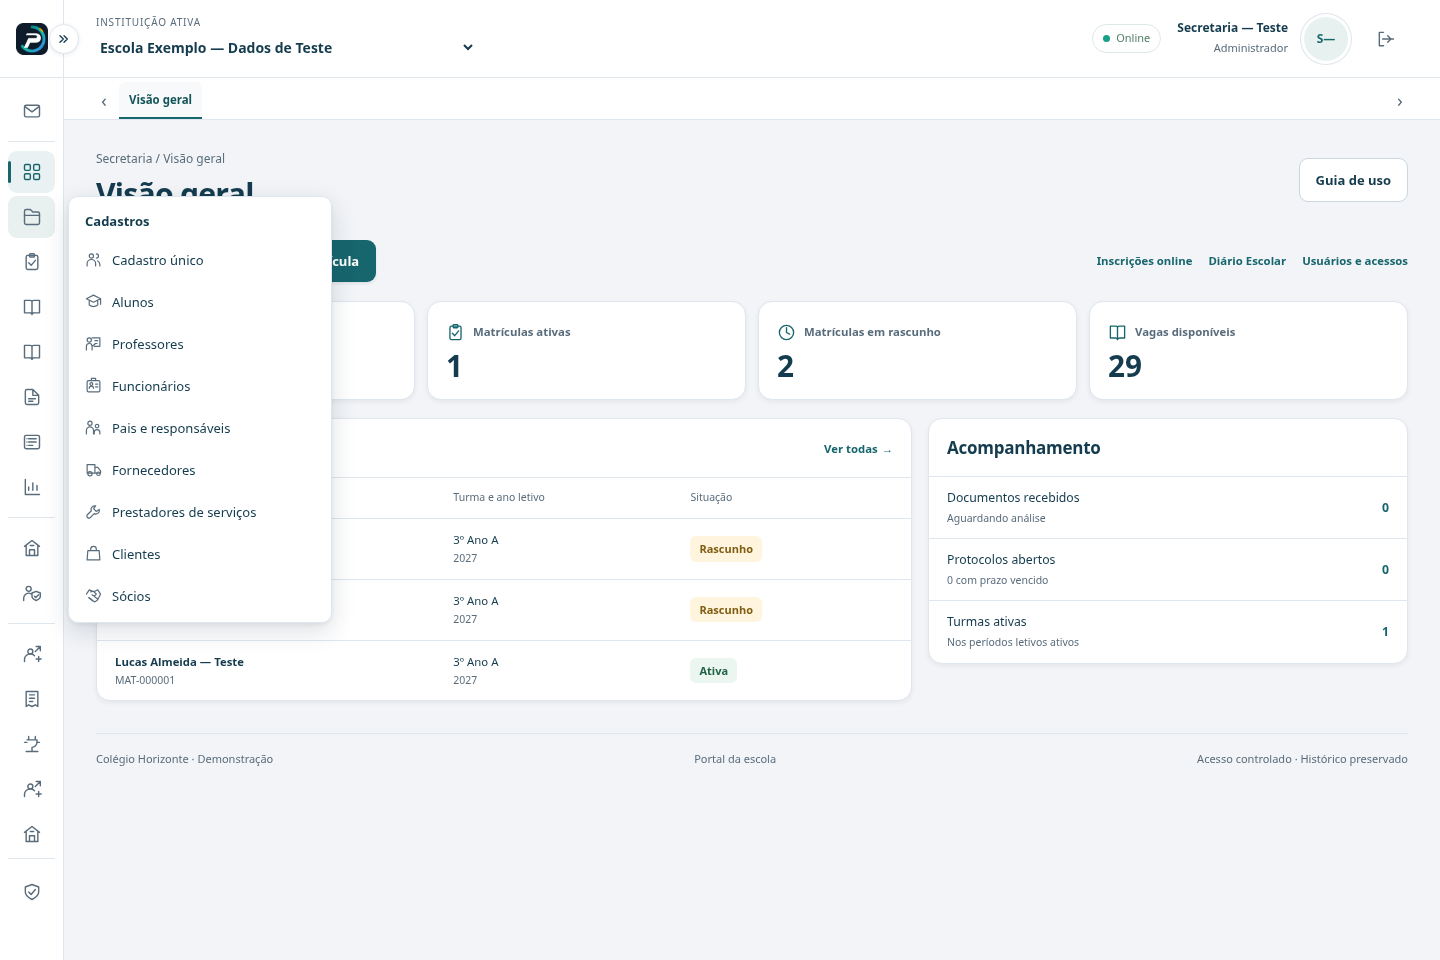 INSTITUIÇÃO ATIVA
Escola Exemplo — Dados de Teste
Online
Secretaria — Teste
Administrador
S—
Visão geral
Secretaria / Visão geral
Visão geral
Guia de uso
Cadastros
Cadastro único
Alunos
Professores
Funcionários
Pais e responsáveis
Fornecedores
Prestadores de serviços
Clientes
Sócios
Inscrições online
Diário Escolar
Usuários e acessos
Matrículas ativas
1
Matrículas em rascunho
2
Vagas disponíveis
29
Ver todas →
Turma e ano letivo
Situação
3º Ano A
2027
Rascunho
3º Ano A
2027
Rascunho
Lucas Almeida — Teste
MAT-000001
3º Ano A
2027
Ativa
Acompanhamento
Documentos recebidos
Aguardando análise
0
Protocolos abertos
0 com prazo vencido
0
Turmas ativas
Nos períodos letivos ativos
1
Colégio Horizonte · Demonstração
Portal da escola
Acesso controlado · Histórico preservado